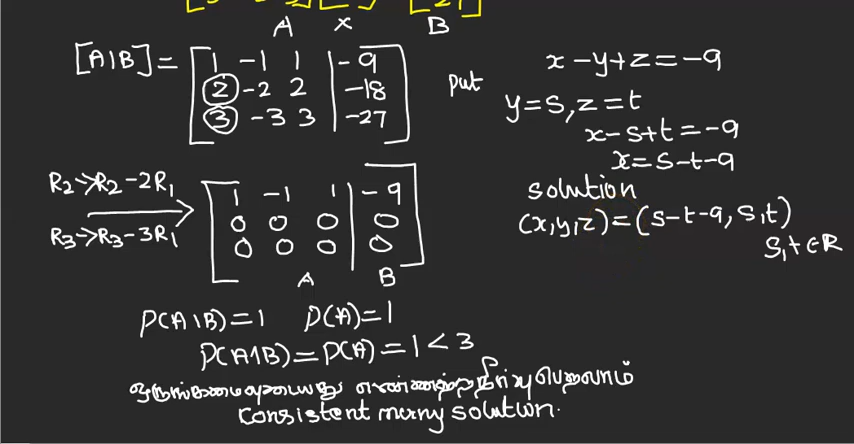 A x B
[A|B] = [1 -1 1 | -9
2 -2 2 | -18
3 -3 3 | -27]
R2→R2-2R1
R3→R3-3R1
[1 -1 1 | -9
0 0 0 | 0
0 0 0 | 0]
A B
ρ(A|B)=1 ρ(A)=1
ρ(A|B)=ρ(A)=1<3
consistent many solution.
put
x-y+z=-9
y=s, z=t
x-s+t=-9
x=s-t-9
solution
(x,y,z)=(s-t-9, s, t)
s,t∈R